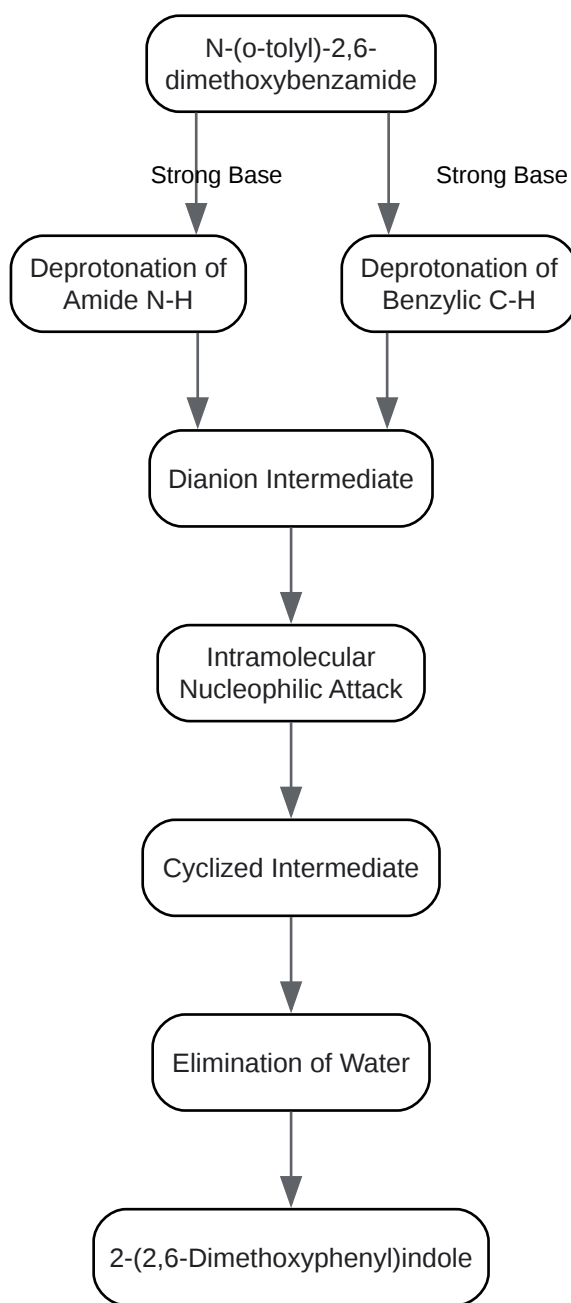 N-(o-tolyl)-2,6-
dimethoxybenzamide
Strong Base
Strong Base
Deprotonation of
Amide N-H
Deprotonation of
Benzylic C-H
Dianion Intermediate
Intramolecular
Nucleophilic Attack
Cyclized Intermediate
Elimination of Water
2-(2,6-Dimethoxyphenyl)indole